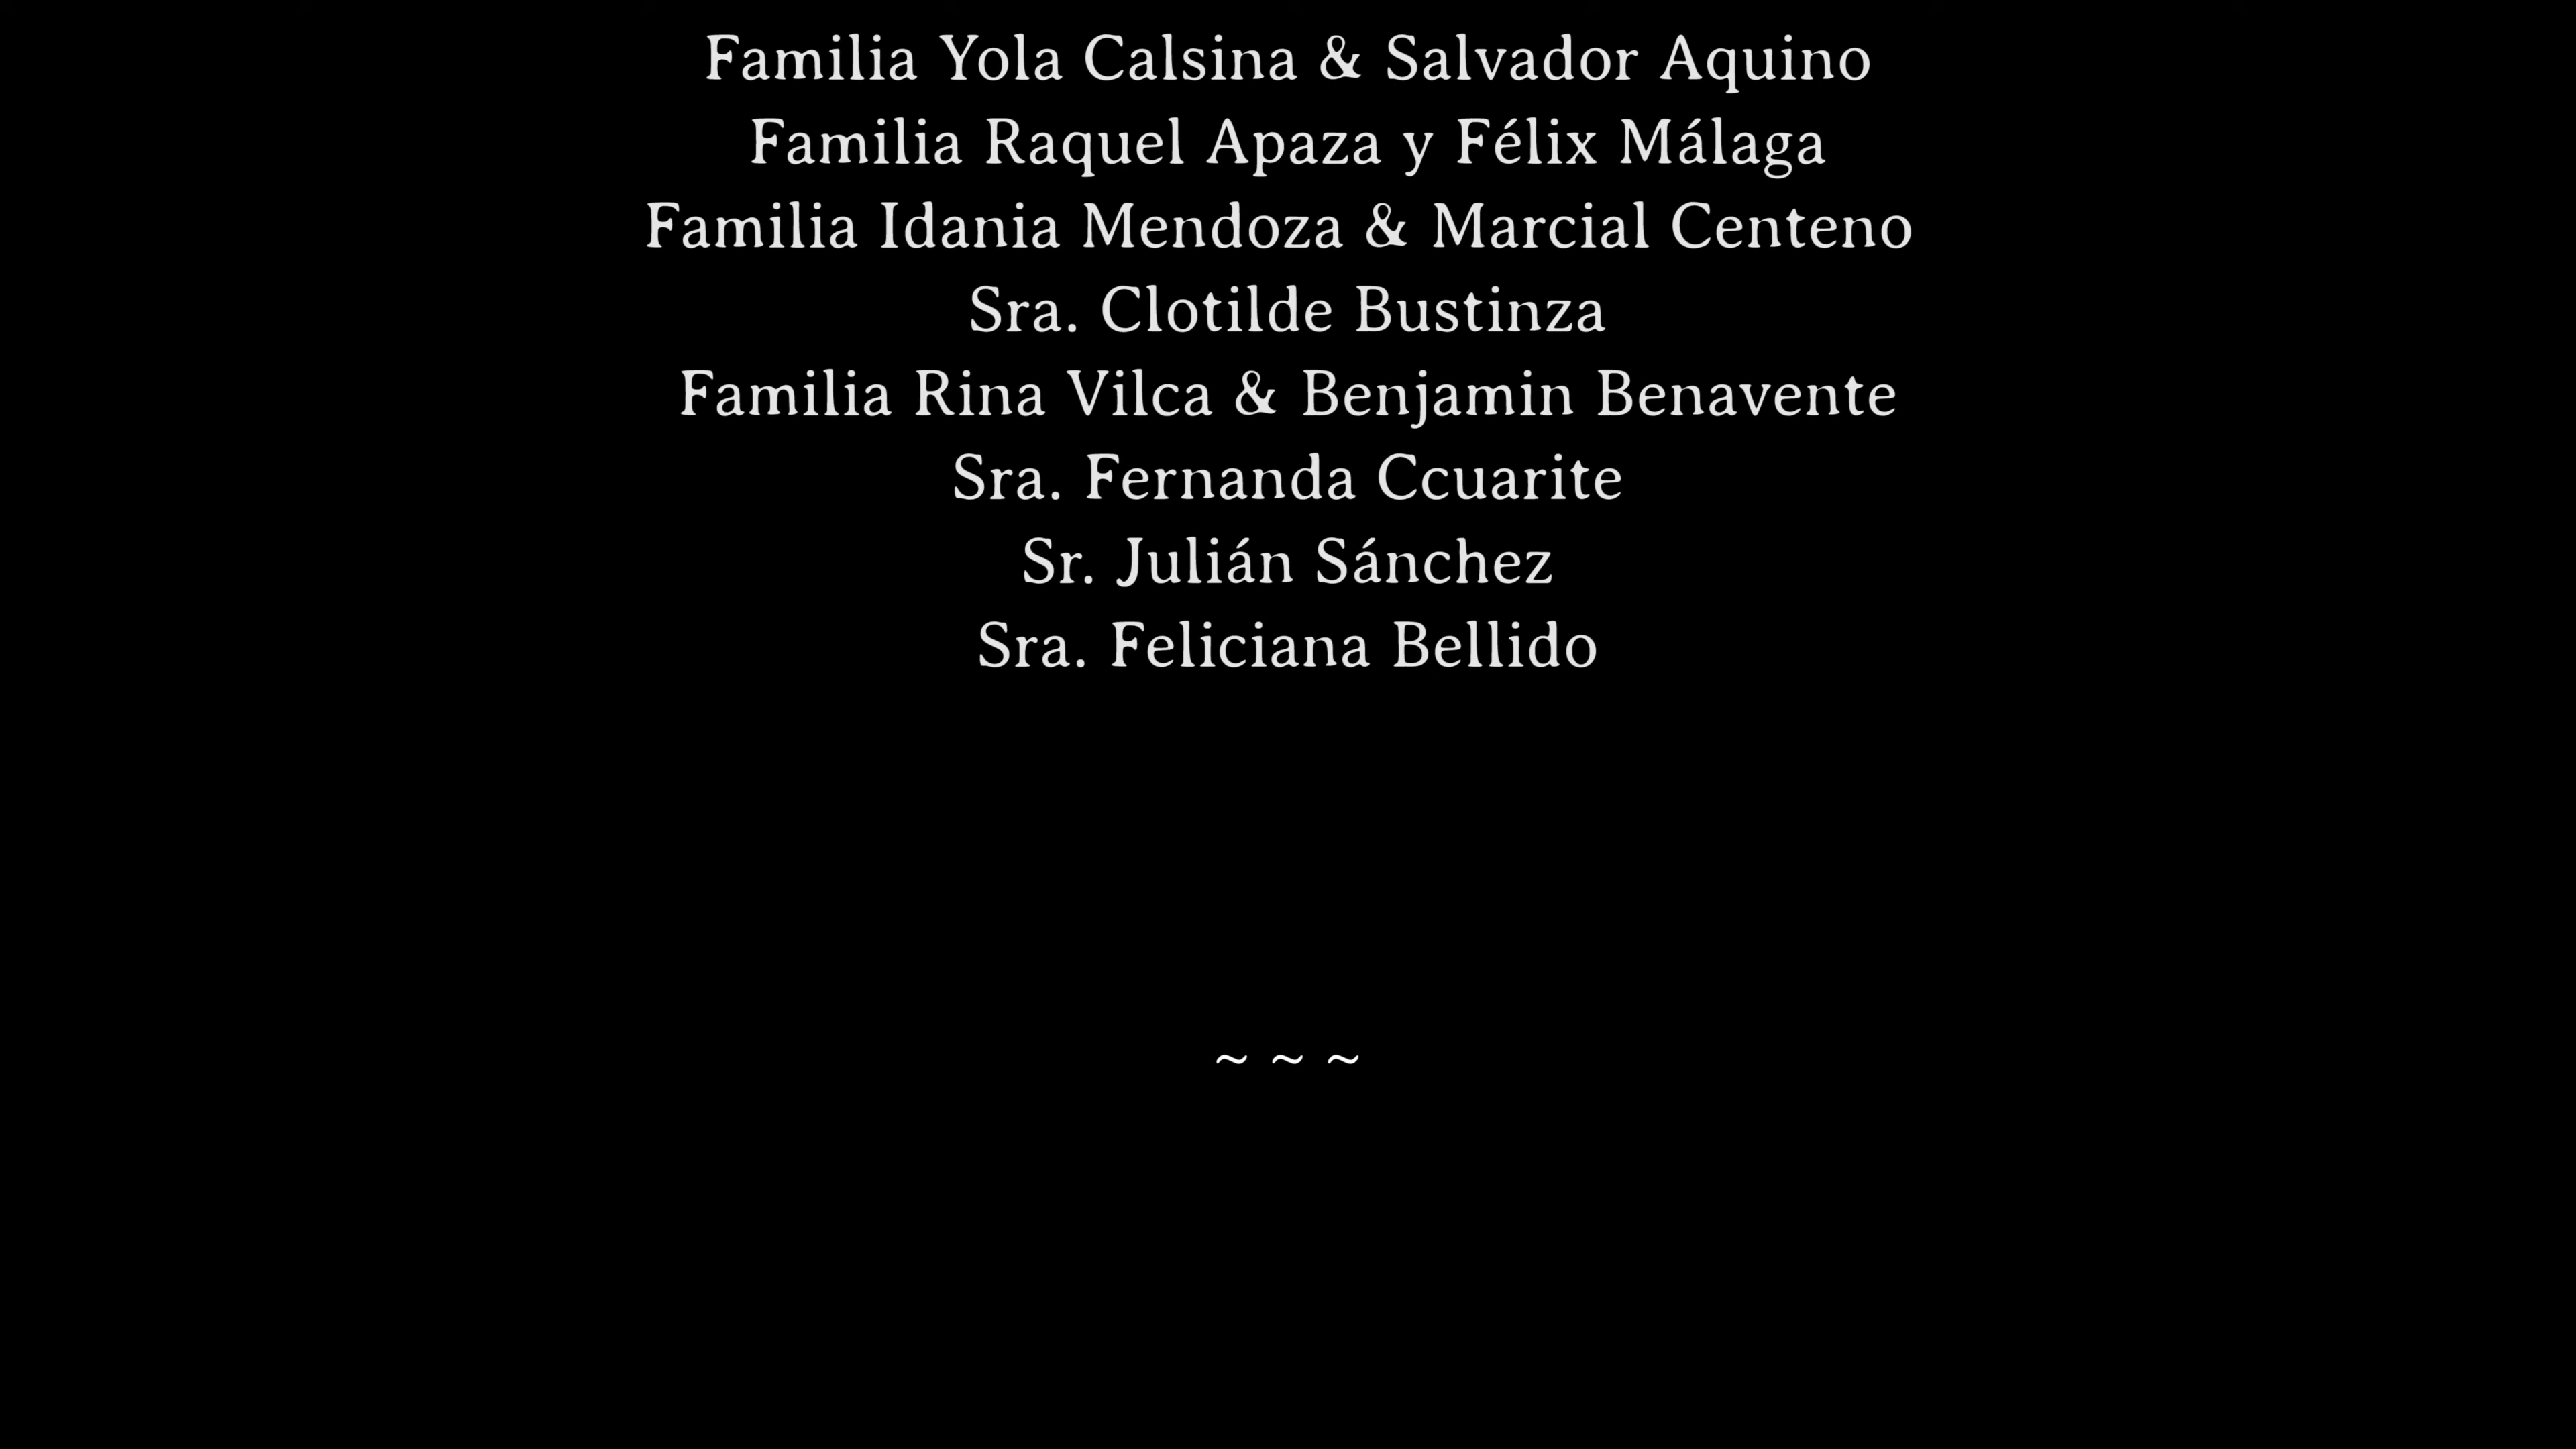 Familia Yola Calsina & Salvador Aquino
Familia Raquel Apaza y Félix Málaga
Familia Idania Mendoza & Marcial Centeno
Sra. Clotilde Bustinza
Familia Rina Vilca & Benjamin Benavente
Sra. Fernanda Ccuarite
Sr. Julián Sánchez
Sra. Feliciana Bellido
~ ~ ~